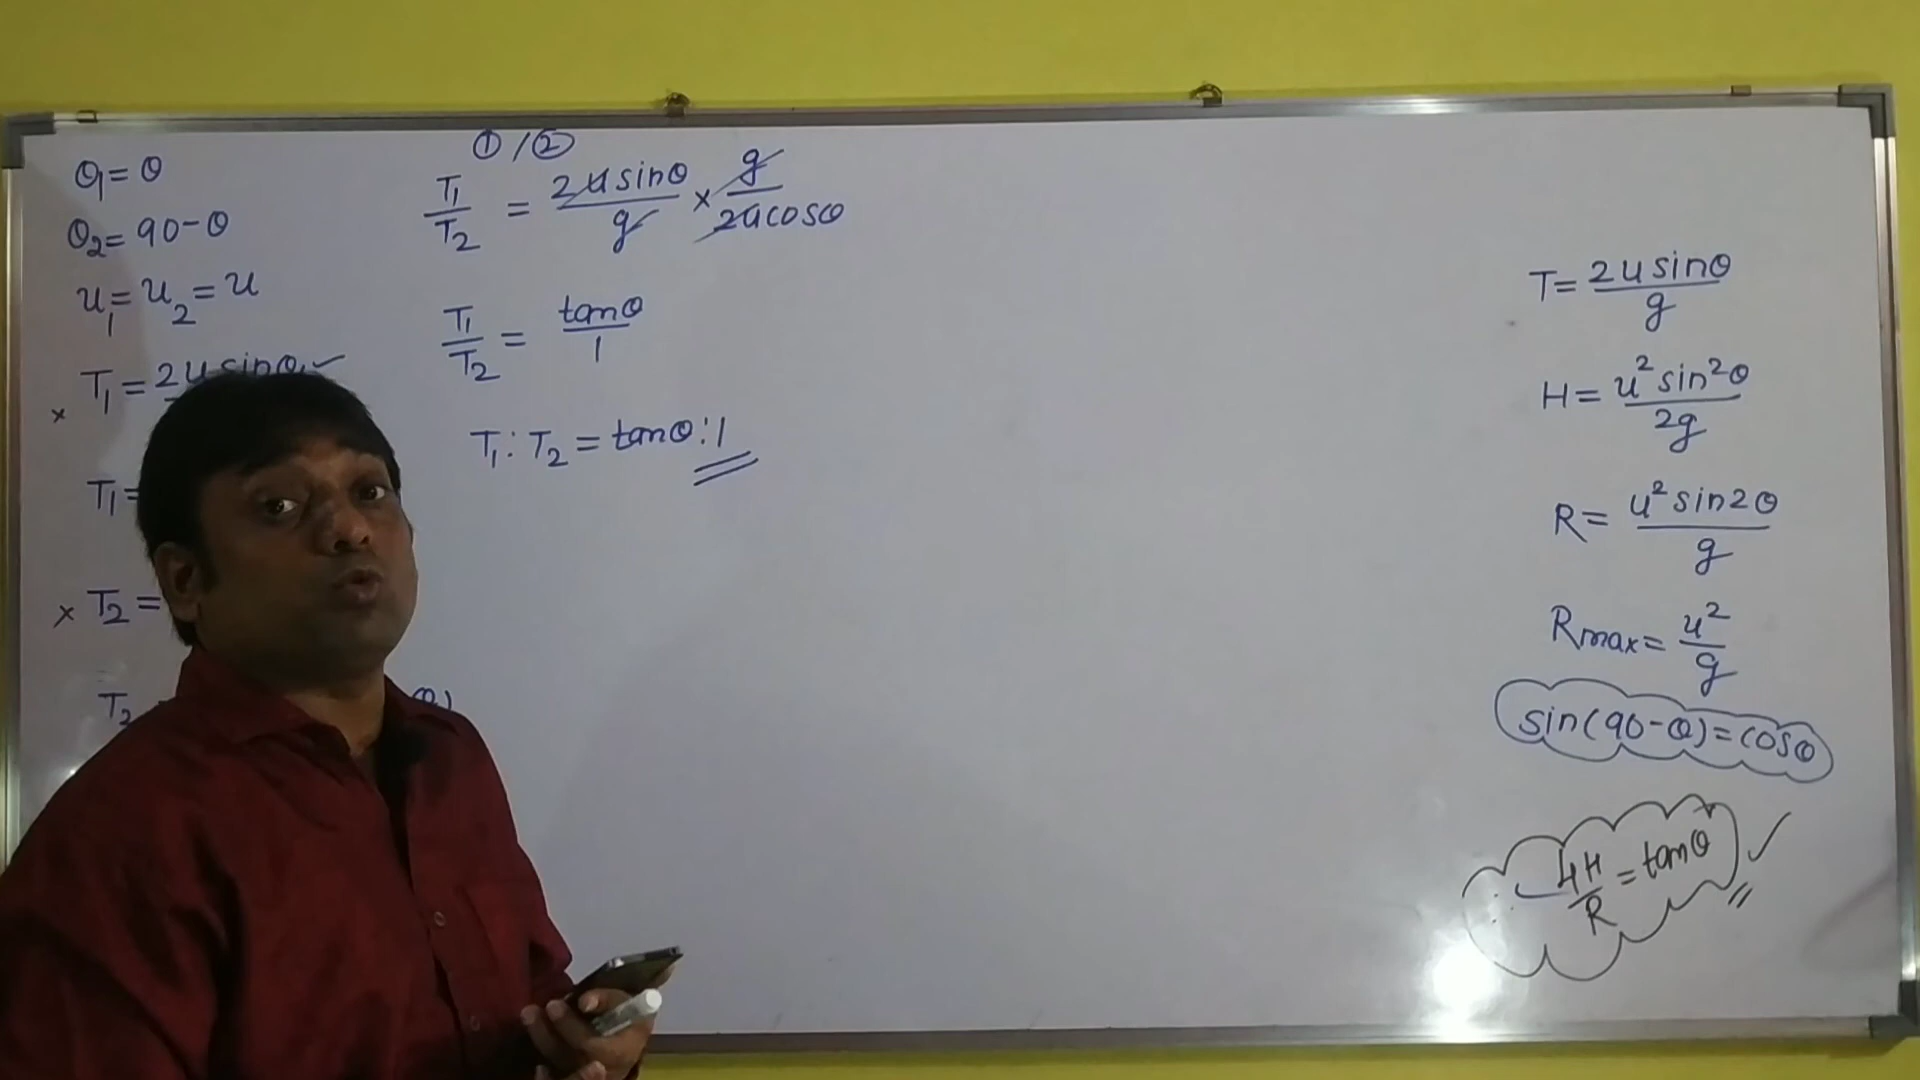 θ₁ = θ
θ₂ = 90-θ
u₁ = u₂ = u
× T₁ = 2u sinθ ✓
T₁ =
× T₂ =
T₂ θ)
① / ②
T₁/T₂ = 2u sinθ/g × g/2u cosθ
T₁/T₂ = tanθ/1
T₁ : T₂ = tanθ : 1
T = 2u sinθ/g
H = u² sin²θ/2g
R = u² sin2θ/g
Rmax = u²/g
sin(90-θ) = cosθ
4H/R = tanθ ✓